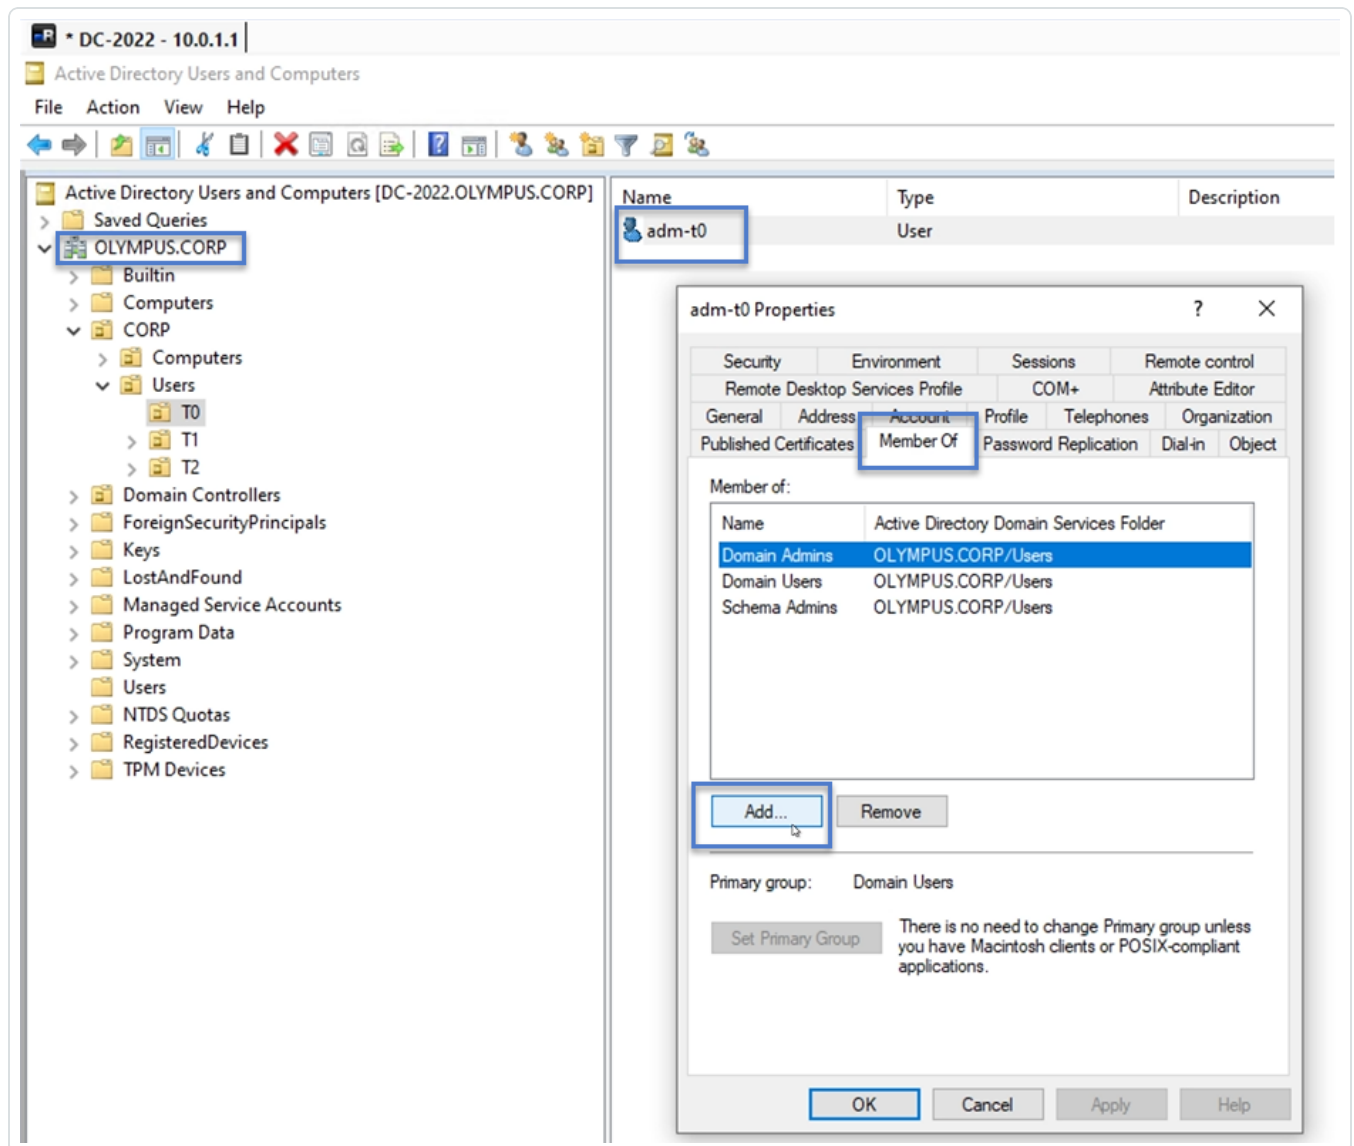 * DC-2022 - 10.0.1.1
Active Directory Users and Computers
File Action View Help
Active Directory Users and Computers [DC-2022.OLYMPUS.CORP]
Saved Queries
OLYMPUS.CORP
Builtin
Computers
CORP
Computers
Users
T0
T1
T2
Domain Controllers
ForeignSecurityPrincipals
Keys
LostAndFound
Managed Service Accounts
Program Data
System
Users
NTDS Quotas
RegisteredDevices
TPM Devices
Name Type Description
adm-t0 User
adm-t0 Properties ?
Security Environment Sessions Remote control
Remote Desktop Services Profile COM+ Attribute Editor
General Address Account Profile Telephones Organization
Published Certificates Member Of Password Replication Dial-in Object
Member of:
Name Active Directory Domain Services Folder
Domain Admins OLYMPUS.CORP/Users
Domain Users OLYMPUS.CORP/Users
Schema Admins OLYMPUS.CORP/Users
Add... Remove
Primary group: Domain Users
Set Primary Group
There is no need to change Primary group unless
you have Macintosh clients or POSIX-compliant
applications.
OK Cancel Apply Help